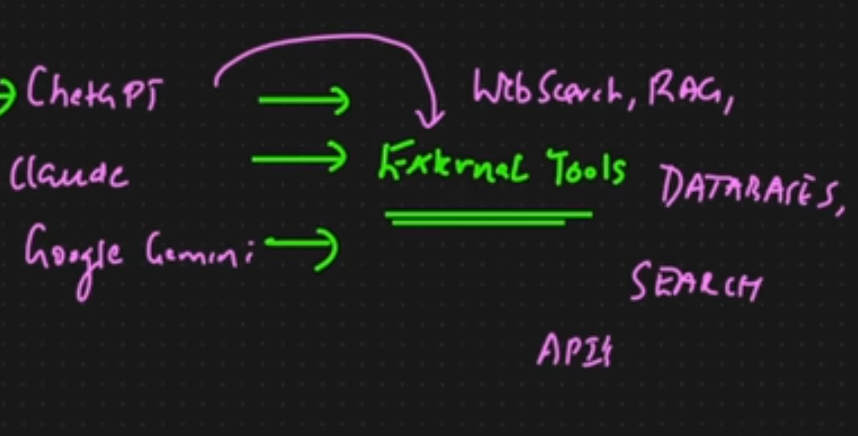 ChatGPT
WebSearch, RAG,
Claude
External Tools
DATABASES,
Google Gemini
SEARCH
APIs